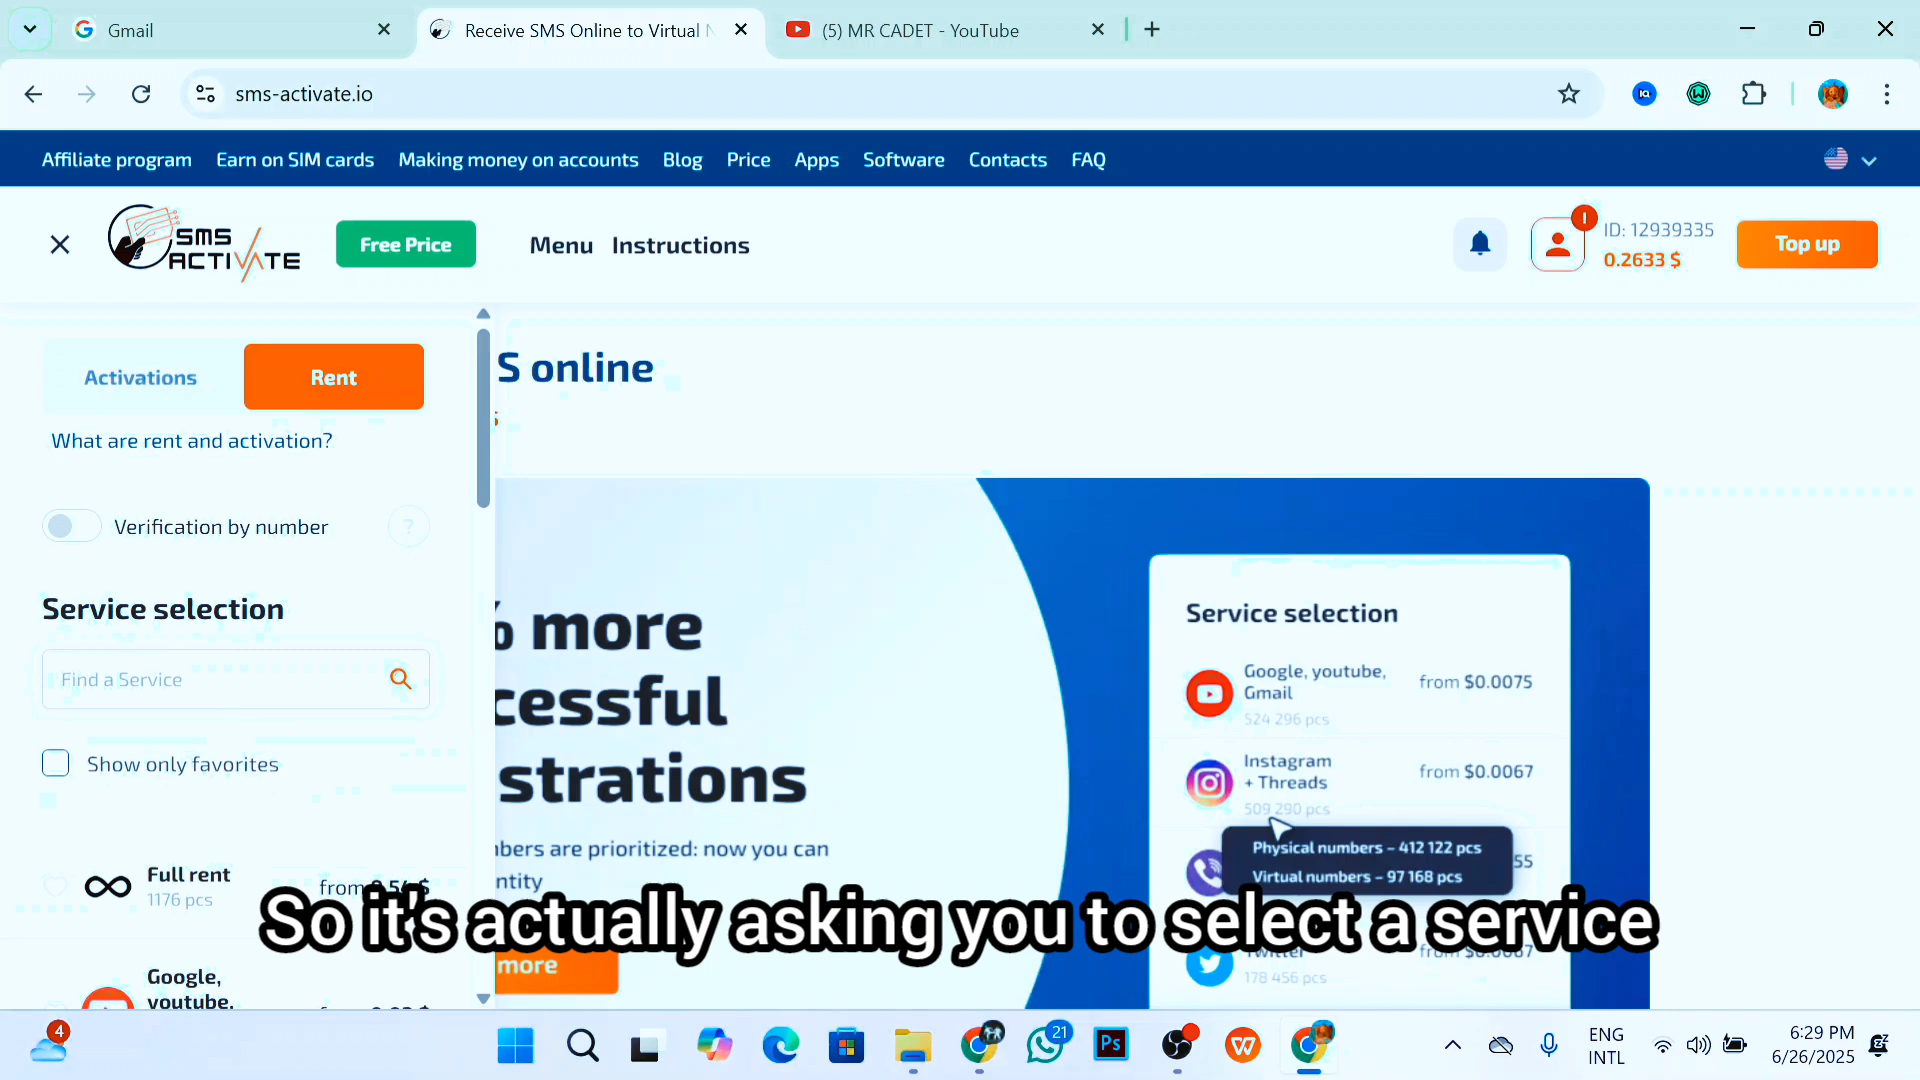 Gmail
Receive SMS Online to Virtual
(5) MR CADET - YouTube
sms-activate.io
Affiliate program Earn on SIM cards Making money on accounts Blog Price Apps Software Contacts FAQ
SMS
ACTIVATE
Free Price
Menu Instructions
!
ID: 12939335
0.2633 $
Top up
Activations Rent
What are rent and activation?
Verification by number ?
Service selection
Find a Service
Show only favorites
Full rent
1176 pcs
from
Google,
youtube,
S online
% more
cessful
strations
are prioritized: now you can
more
Service selection
Google, youtube,
Gmail
from $0.0075
524 296 pcs
Instagram
+ Threads
from $0.0067
509 290 pcs
Physical numbers – 412 122 pcs
Virtual numbers – 97 168 pcs
55
Twitter
178 456 pcs
So it's actually asking you to select a service
4
21
Ps
ENG
INTL
6:29 PM
6/26/2025